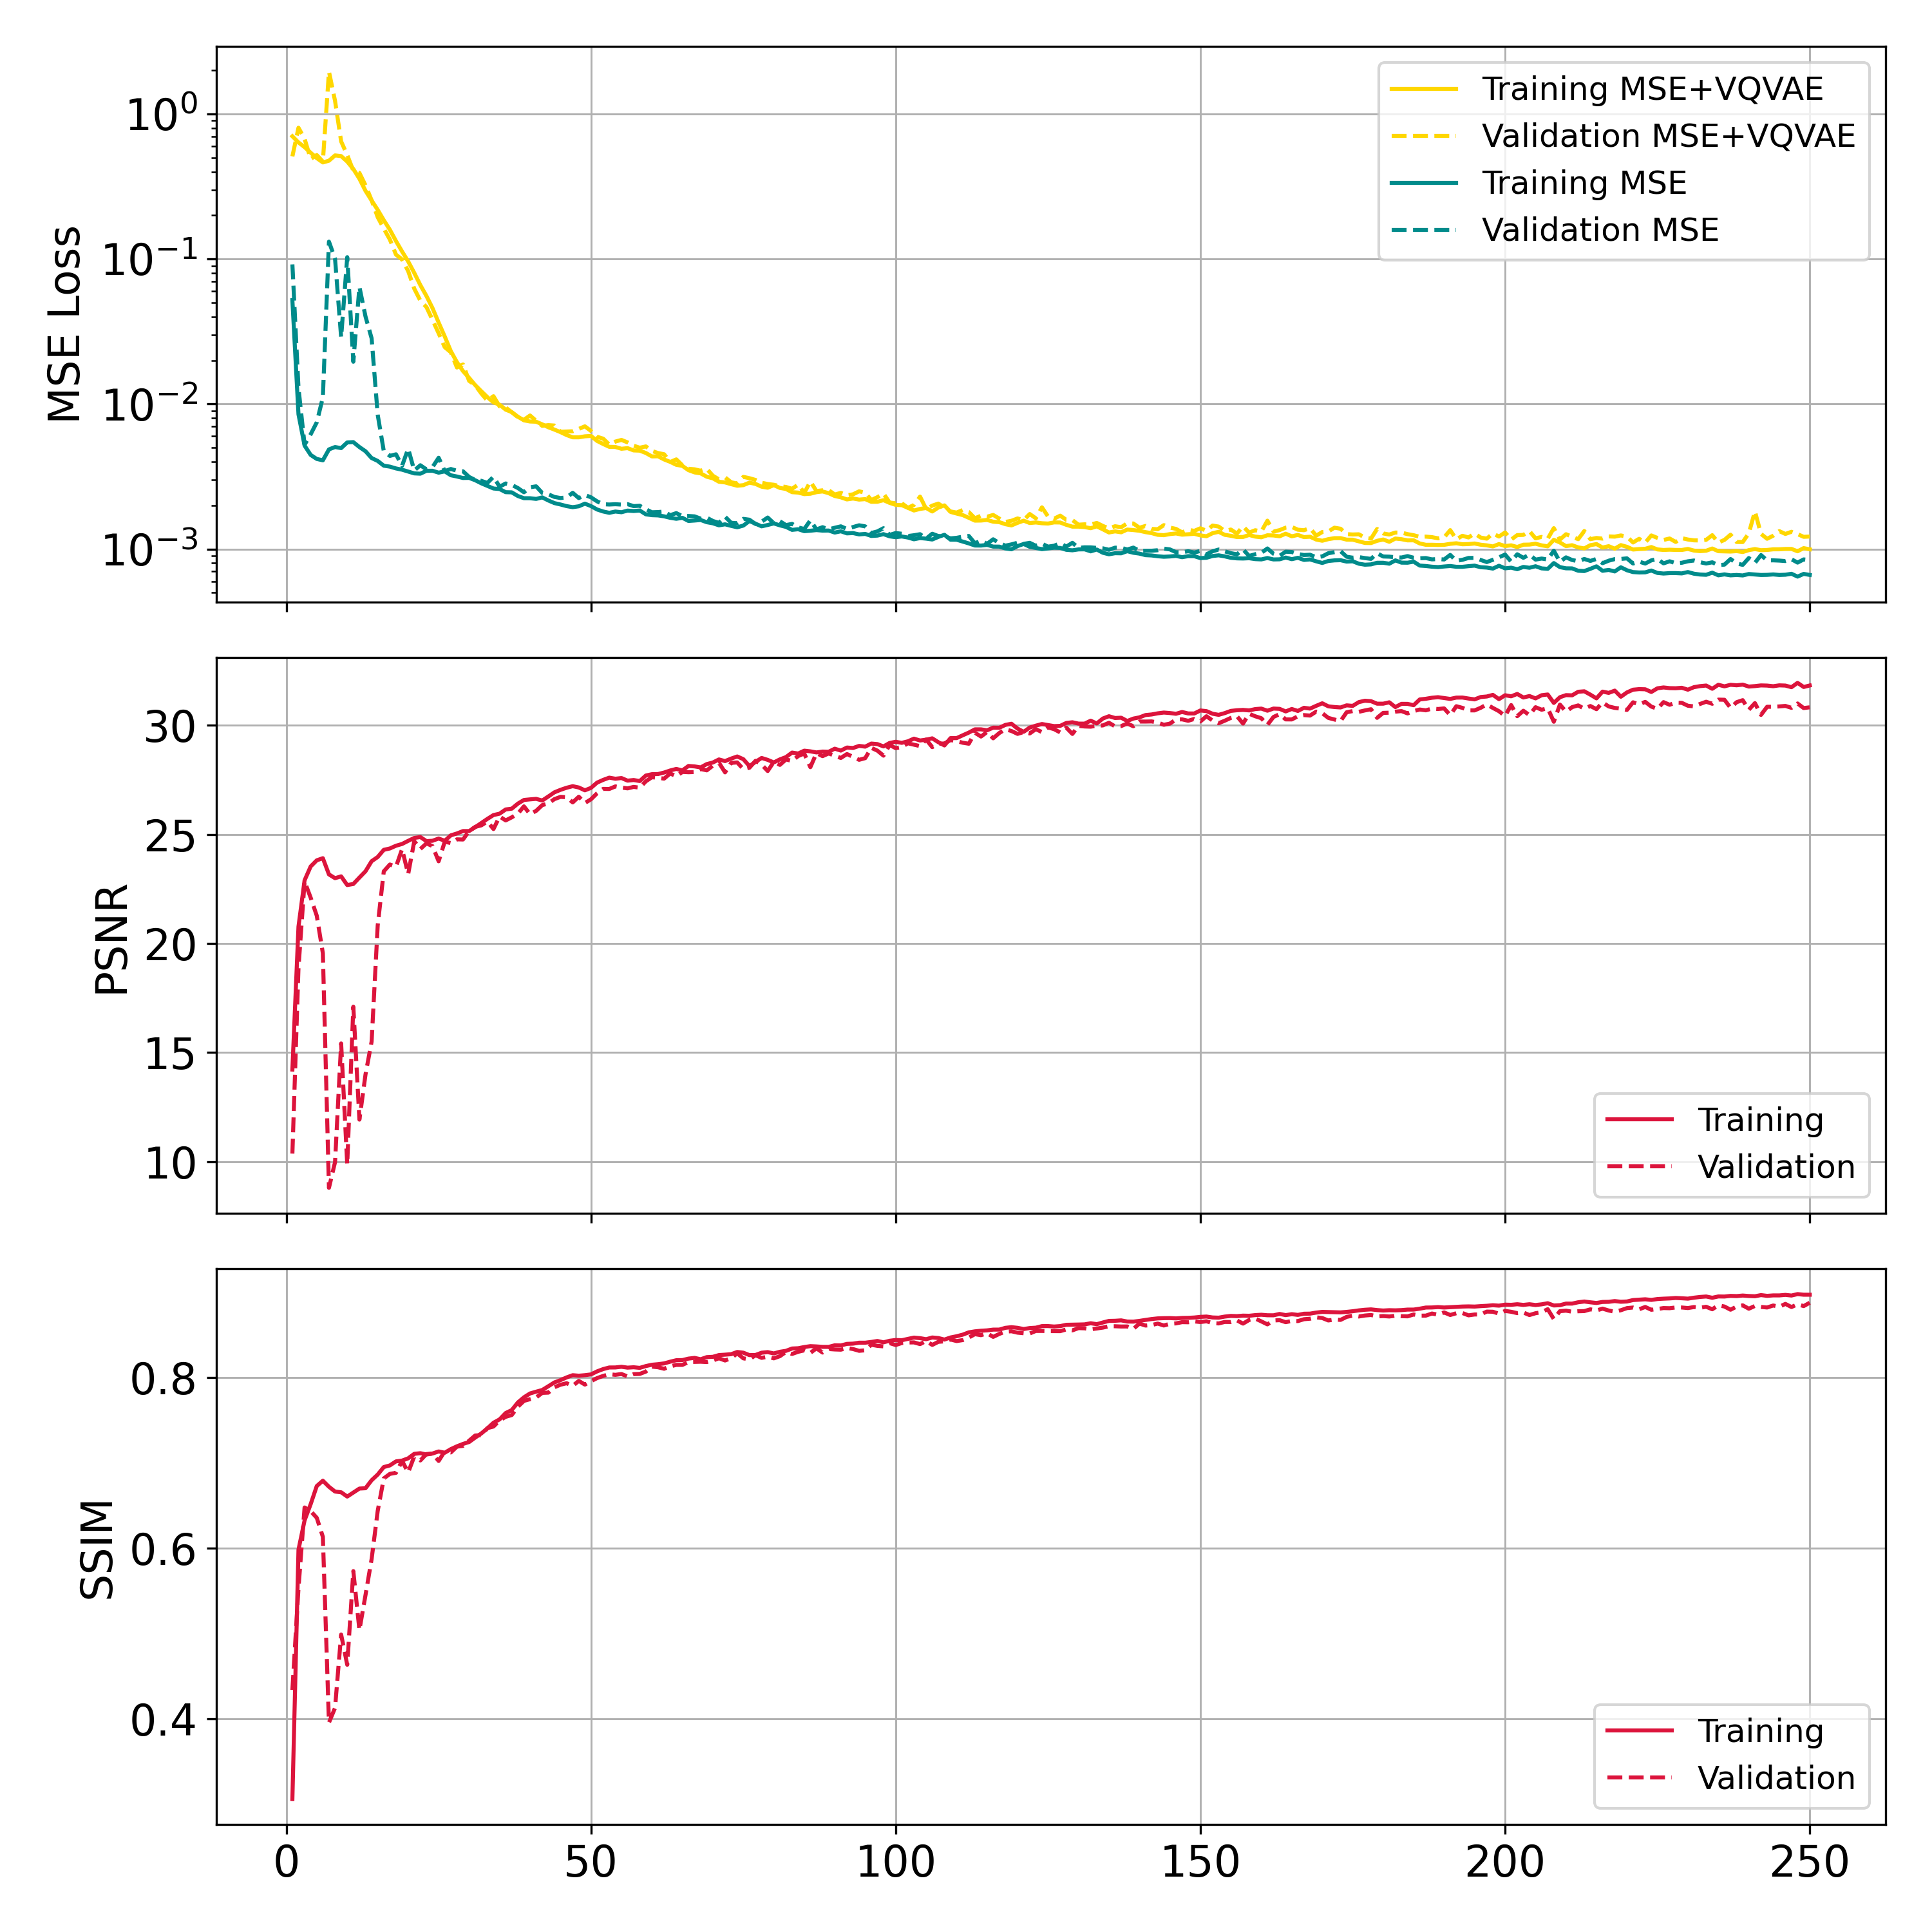 MSE Loss
10⁰
10⁻¹
10⁻²
10⁻³
Training MSE+VQVAE
Validation MSE+VQVAE
Training MSE
Validation MSE
PSNR
30
25
20
15
10
Training
Validation
SSIM
0.8
0.6
0.4
Training
Validation
0 50 100 150 200 250